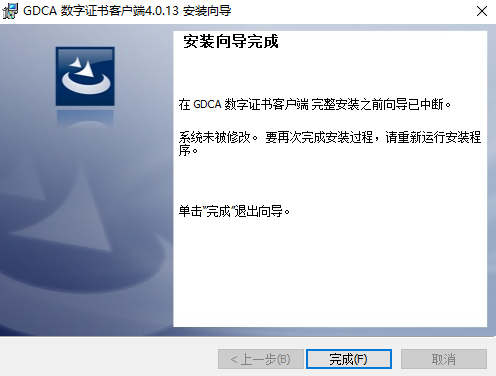 GDCA 数字证书客户端4.0.13 安装向导
安装向导完成
在 GDCA 数字证书客户端 完整安装之前向导已中断。
系统未被修改。 要再次完成安装过程，请重新运行安装程
序。
单击"完成"退出向导。
< 上一步(B)
完成(F)
取消